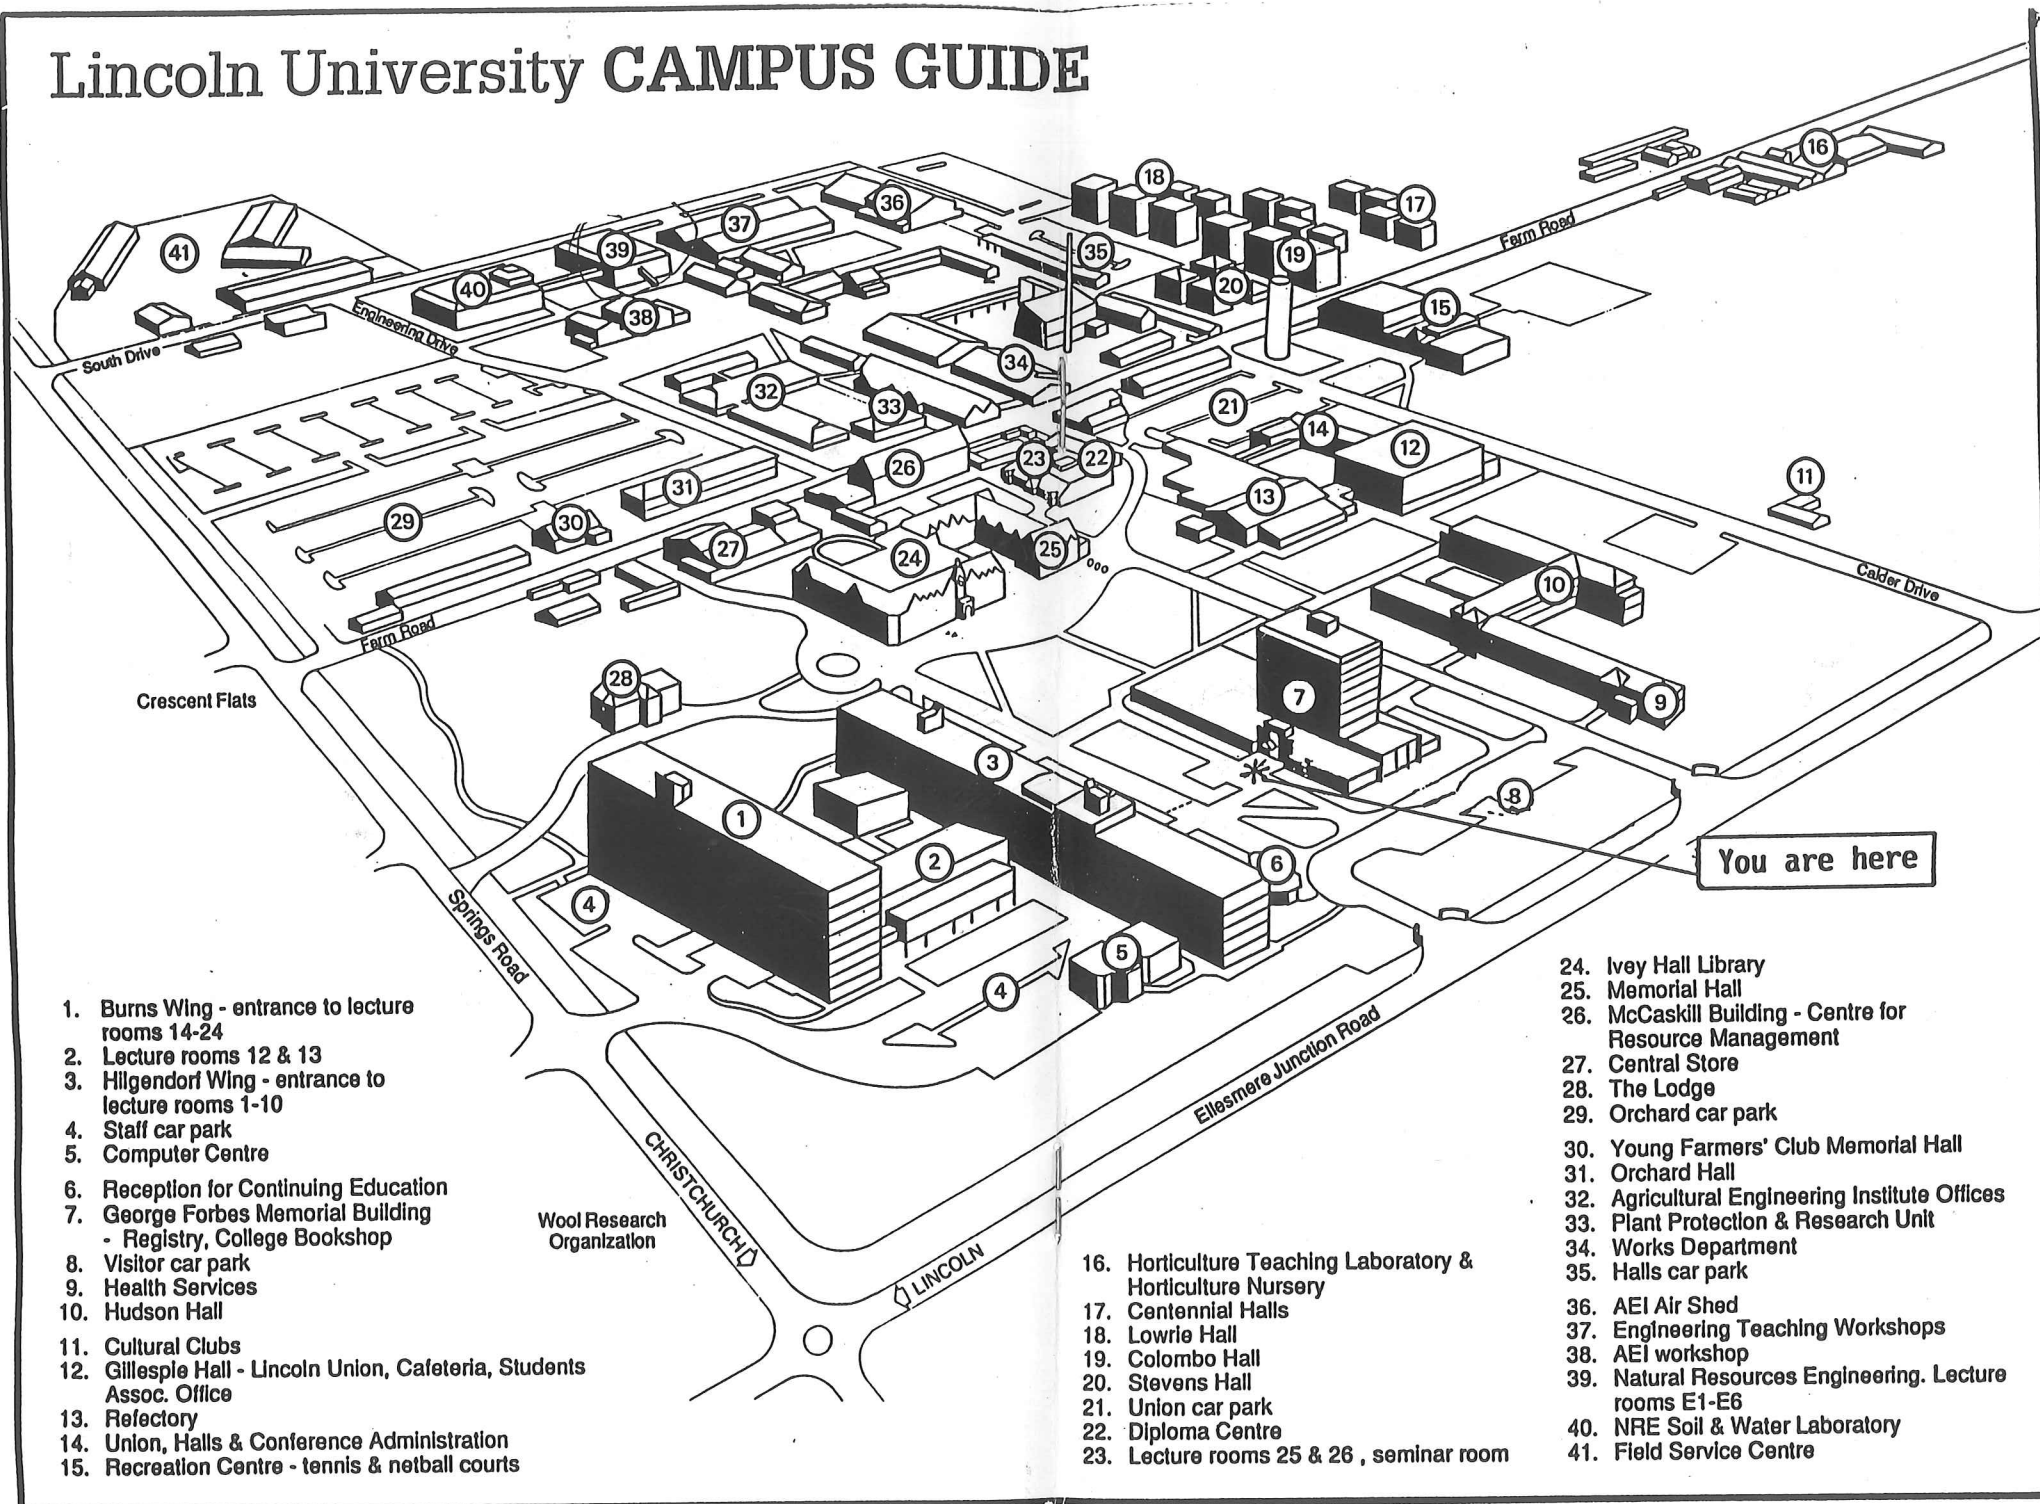 Lincoln University CAMPUS GUIDE
16
18
17
36
37
41
39
35
19
40
20
38
15
Farm Road
Engineering Drive
South Drive
34
32
33
21
14
12
26
23
22
31
13
11
29
30
27
24
25
10
Calder Drive
Farm Road
28
7
9
Crescent Flats
3
8
1
2
6
You are here
4
Springs Road
5
4
Ellesmere Junction Road
CHRISTCHURCH
Wool Research
Organization
LINCOLN
1. Burns Wing - entrance to lecture
rooms 14-24
2. Lecture rooms 12 & 13
3. Hilgendorf Wing - entrance to
lecture rooms 1-10
4. Staff car park
5. Computer Centre
6. Reception for Continuing Education
7. George Forbes Memorial Building
- Registry, College Bookshop
8. Visitor car park
9. Health Services
10. Hudson Hall
11. Cultural Clubs
12. Gillespie Hall - Lincoln Union, Cafeteria, Students
Assoc. Office
13. Refectory
14. Union, Halls & Conference Administration
15. Recreation Centre - tennis & netball courts
16. Horticulture Teaching Laboratory &
Horticulture Nursery
17. Centennial Halls
18. Lowrie Hall
19. Colombo Hall
20. Stevens Hall
21. Union car park
22. Diploma Centre
23. Lecture rooms 25 & 26 , seminar room
24. Ivey Hall Library
25. Memorial Hall
26. McCaskill Building - Centre for
Resource Management
27. Central Store
28. The Lodge
29. Orchard car park
30. Young Farmers' Club Memorial Hall
31. Orchard Hall
32. Agricultural Engineering Institute Offices
33. Plant Protection & Research Unit
34. Works Department
35. Halls car park
36. AEI Air Shed
37. Engineering Teaching Workshops
38. AEI workshop
39. Natural Resources Engineering. Lecture
rooms E1-E6
40. NRE Soil & Water Laboratory
41. Field Service Centre